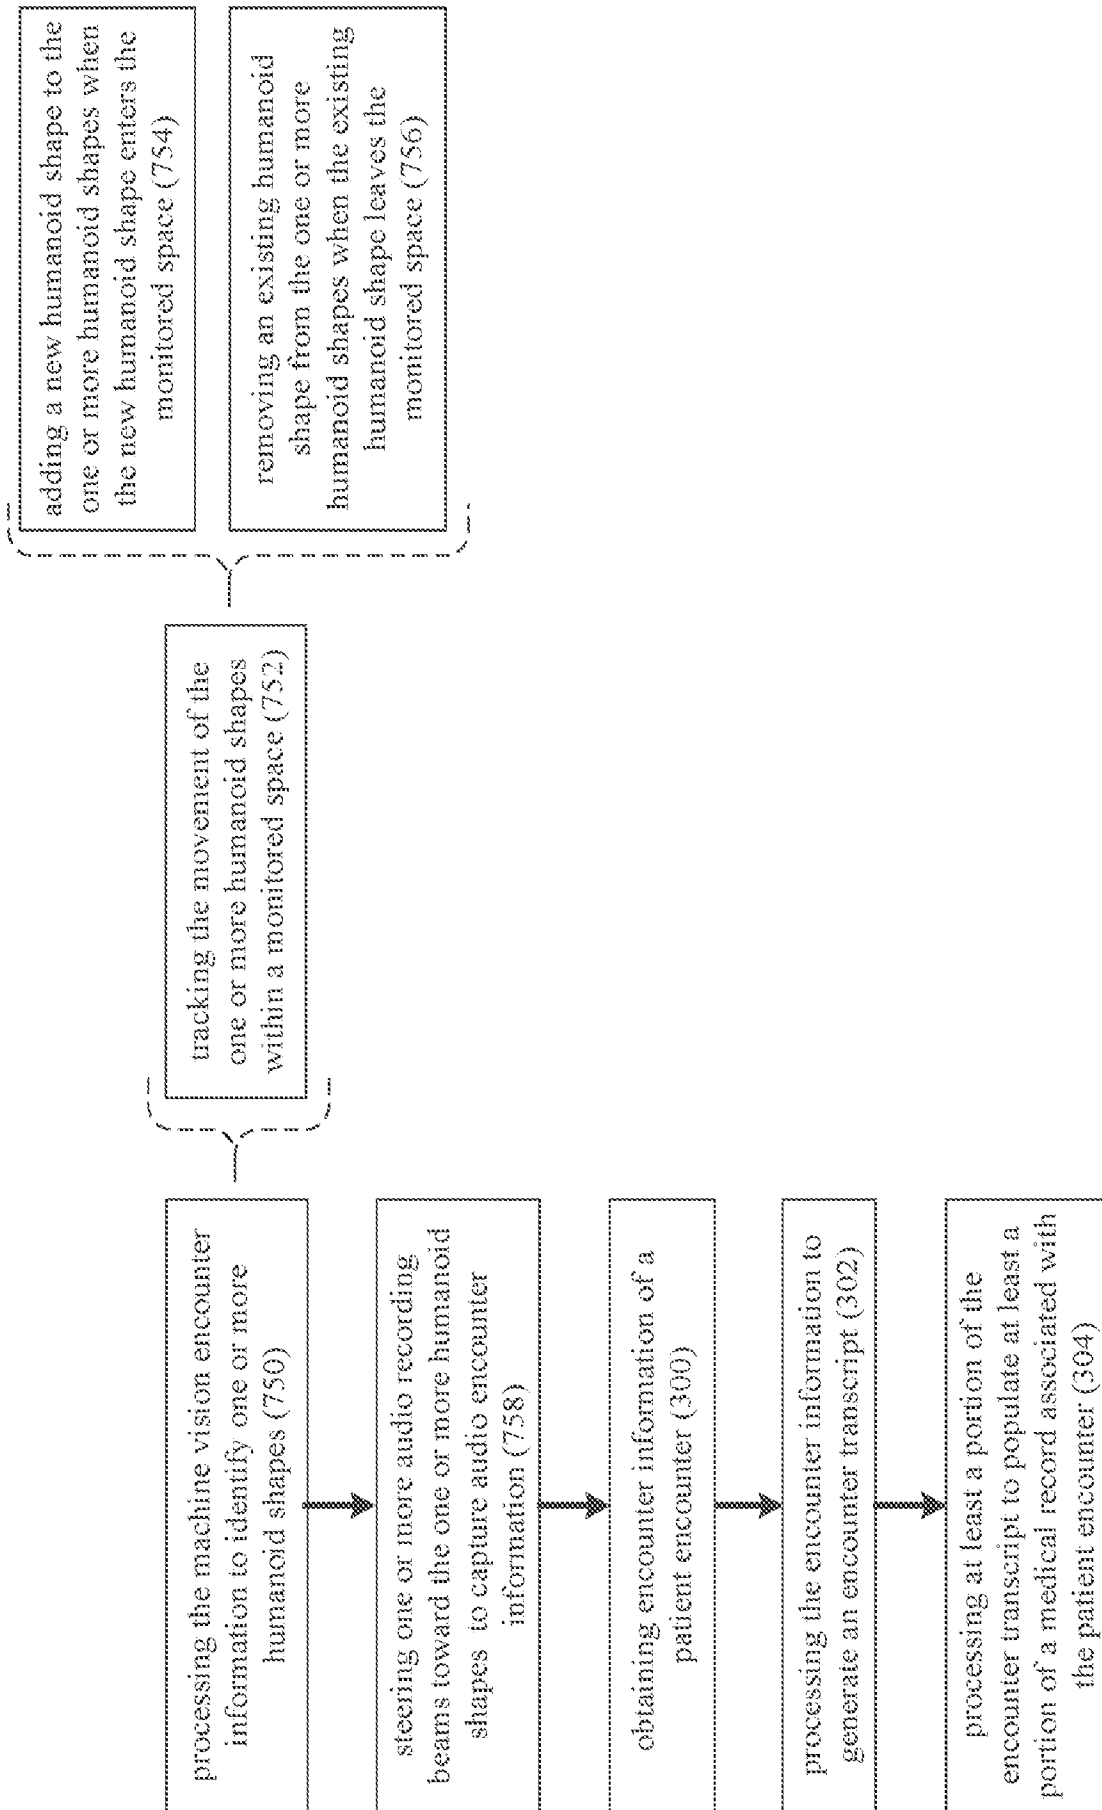 processing the machine vision encounter
information to identify one or more
humanoid shapes (750)
tracking the movement of the
one or more humanoid shapes
within a monitored space (752)
adding a new humanoid shape to the
one or more humanoid shapes when
the new humanoid shape enters the
monitored space (754)
removing an existing humanoid
shape from the one or more
humanoid shapes when the existing
humanoid shape leaves the
monitored space (756)
steering one or more audio recording
beams toward the one or more humanoid
shapes to capture audio encounter
information (758)
obtaining encounter information of a
patient encounter (300)
processing the encounter information to
generate an encounter transcript (302)
processing at least a portion of the
encounter transcript to populate at least a
portion of a medical record associated with
the patient encounter (304)